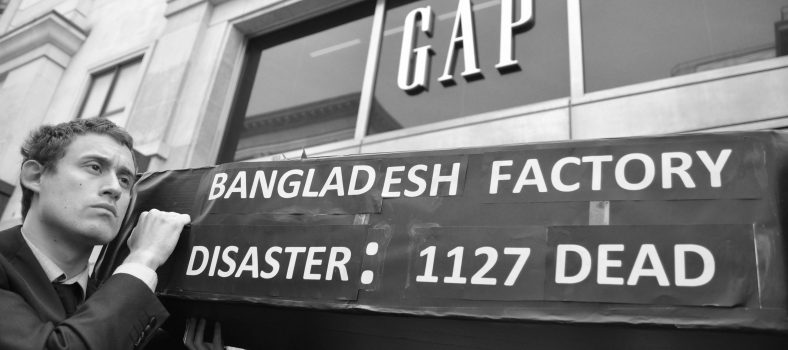 GAP
BANGLADESH FACTORY
DISASTER: 1127 DEAD